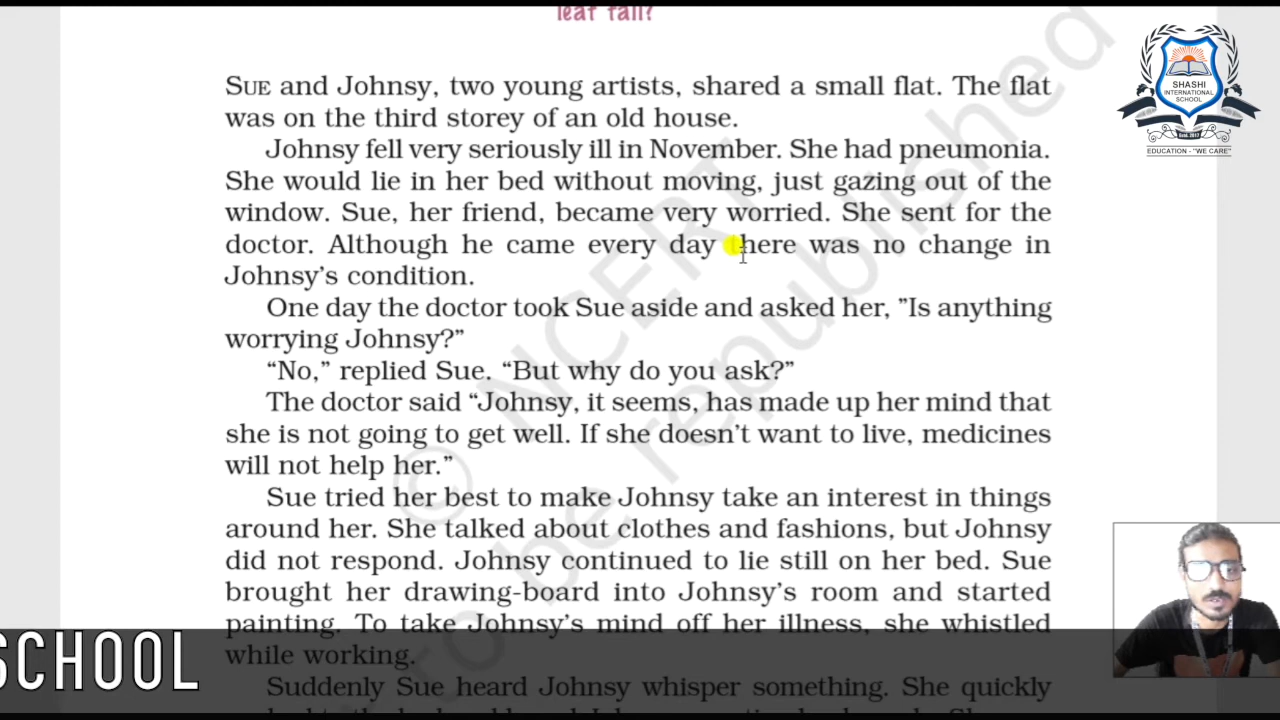 leaf fall?
SUE and Johnsy, two young artists, shared a small flat. The flat
was on the third storey of an old house.
Johnsy fell very seriously ill in November. She had pneumonia.
She would lie in her bed without moving, just gazing out of the
window. Sue, her friend, became very worried. She sent for the
doctor. Although he came every day there was no change in
Johnsy’s condition.
One day the doctor took Sue aside and asked her, ”Is anything
worrying Johnsy?”
“No,” replied Sue. “But why do you ask?”
The doctor said “Johnsy, it seems, has made up her mind that
she is not going to get well. If she doesn’t want to live, medicines
will not help her.”
Sue tried her best to make Johnsy take an interest in things
around her. She talked about clothes and fashions, but Johnsy
did not respond. Johnsy continued to lie still on her bed. Sue
brought her drawing-board into Johnsy’s room and started
painting. To take Johnsy’s mind off her illness, she whistled
while working.
Suddenly Sue heard Johnsy whisper something. She quickly
© NCERT
to be republished
SHASHI
INTERNATIONAL
SCHOOL
Estd. 2017
EDUCATION - "WE CARE"
SCHOOL